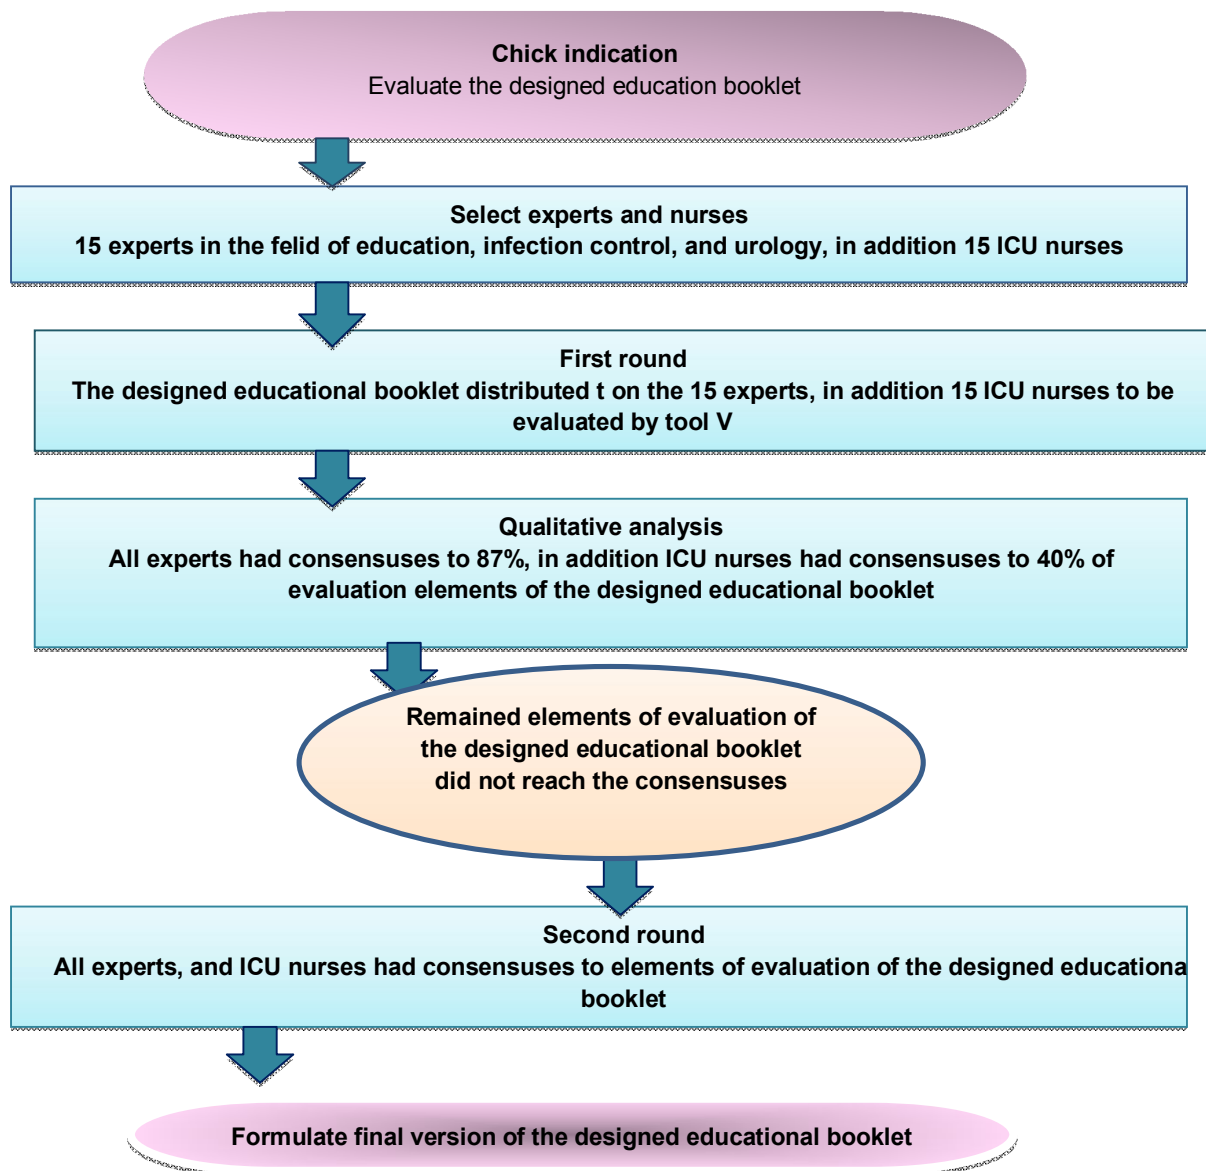 Chick indication
Evaluate the designed education booklet
Select experts and nurses
15 experts in the felid of education, infection control, and urology, in addition 15 ICU nurses
First round
The designed educational booklet distributed t on the 15 experts, in addition 15 ICU nurses to be
evaluated by tool V
Qualitative analysis
All experts had consensuses to 87%, in addition ICU nurses had consensuses to 40% of
evaluation elements of the designed educational booklet
Remained elements of evaluation of
the designed educational booklet
did not reach the consensuses
Second round
All experts, and ICU nurses had consensuses to elements of evaluation of the designed educationa
booklet
Formulate final version of the designed educational booklet